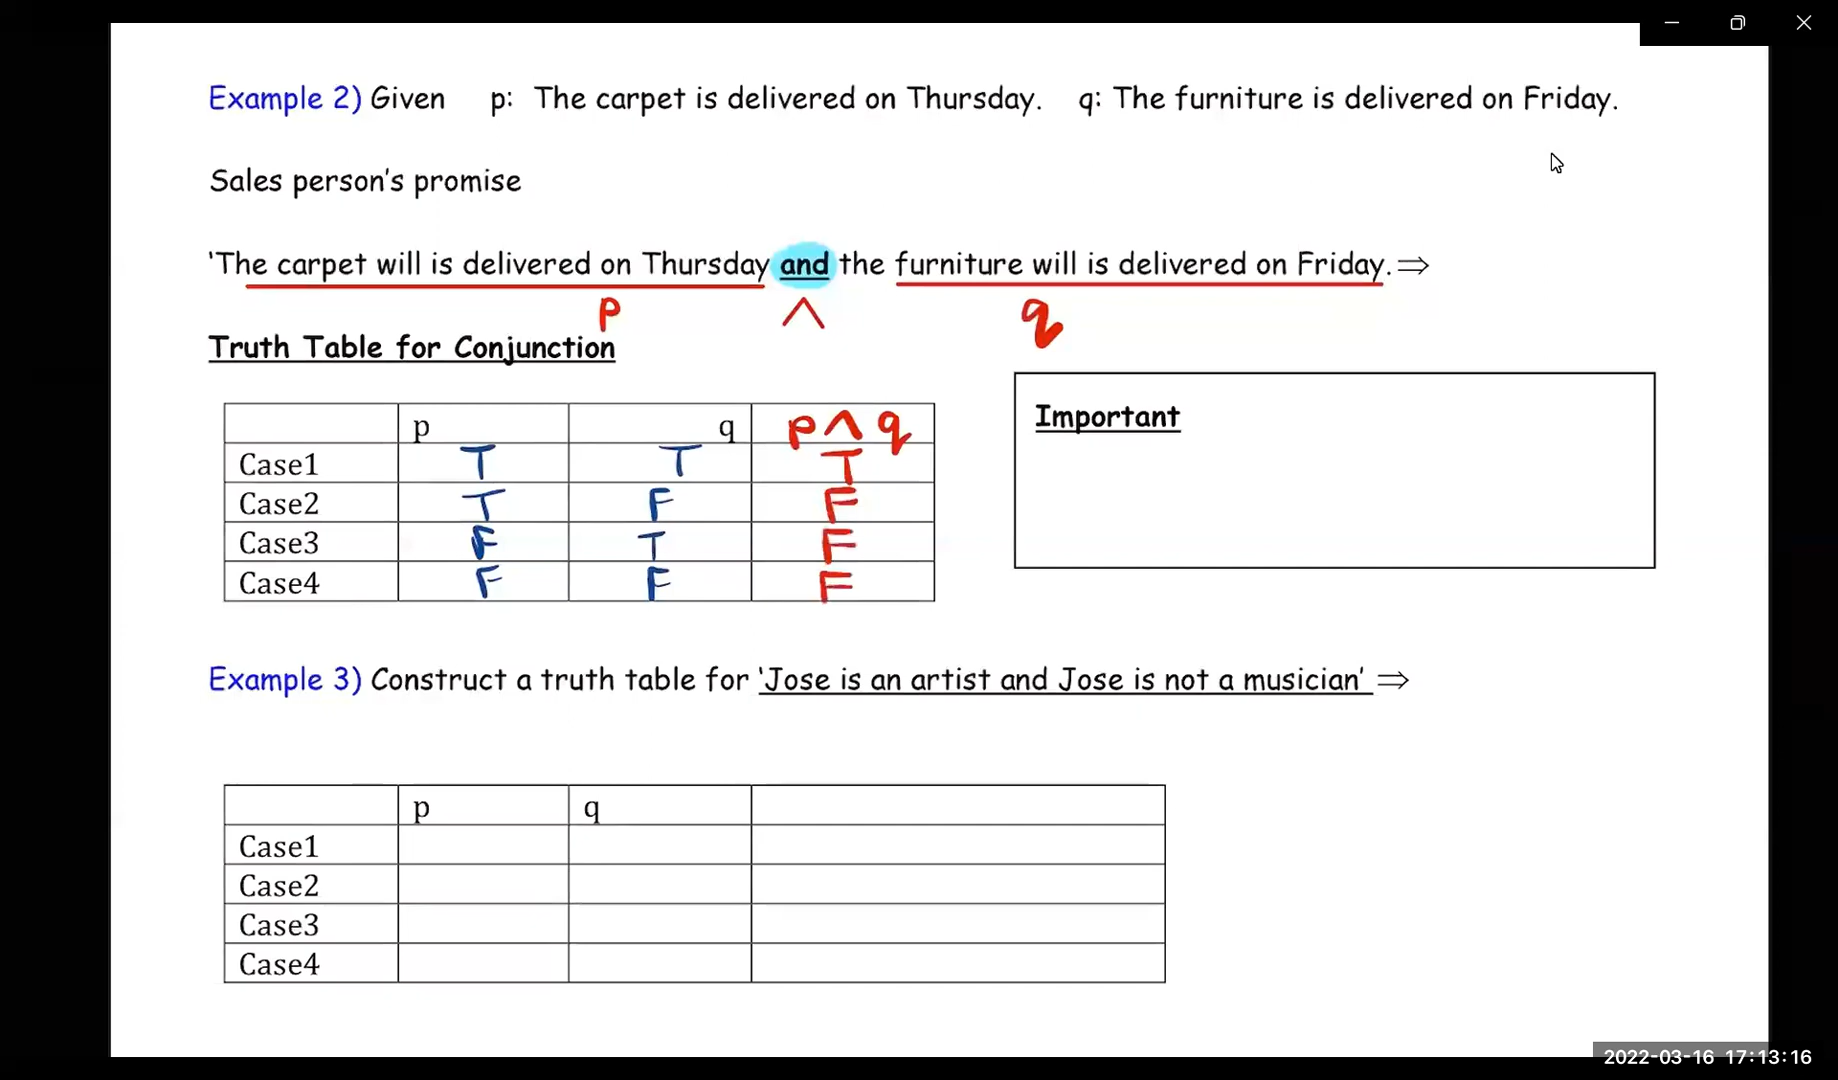 Example 2) Given p: The carpet is delivered on Thursday. q: The furniture is delivered on Friday.
Sales person's promise
'The carpet will is delivered on Thursday and the furniture will is delivered on Friday. ⇒
p ∧ q
Truth Table for Conjunction
p q p ∧ q
Case1 T T T
Case2 T F F
Case3 F T F
Case4 F F F
Important
Example 3) Construct a truth table for 'Jose is an artist and Jose is not a musician' ⇒
p q
Case1
Case2
Case3
Case4
2022-03-16 17:13:16